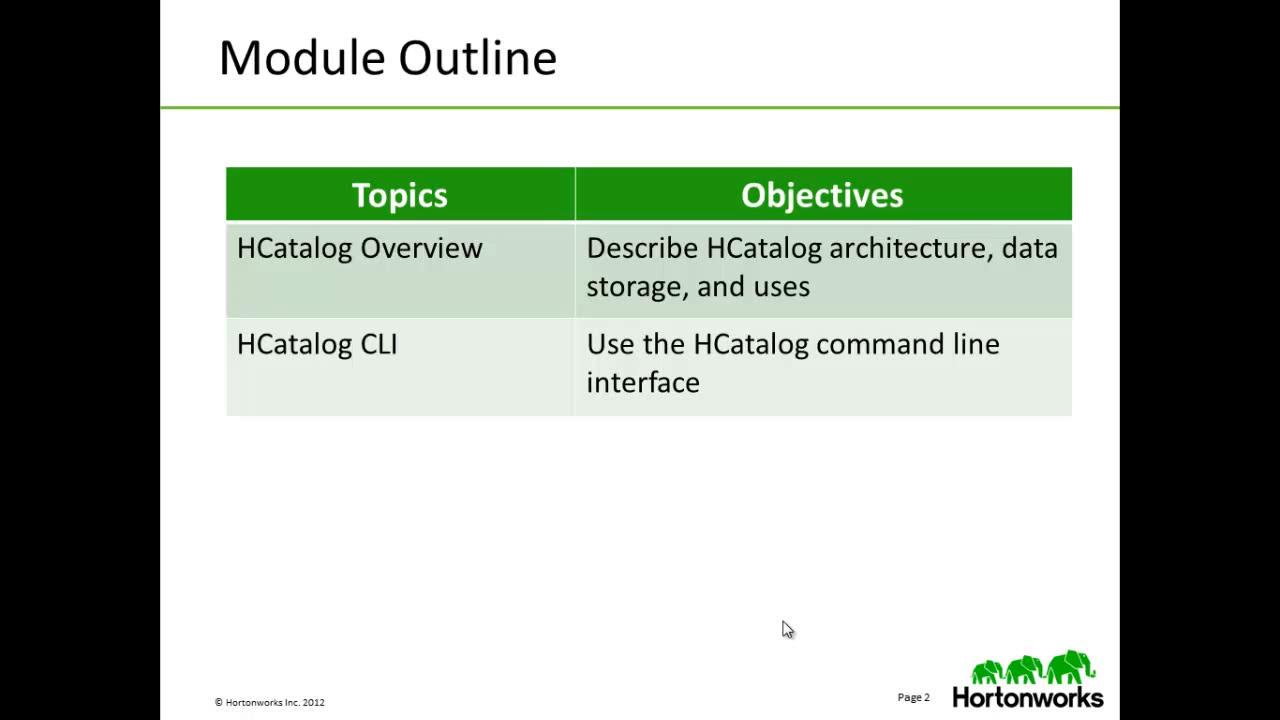 Module Outline
Topics
Objectives
HCatalog Overview
Describe HCatalog architecture, data
storage, and uses
HCatalog CLI
Use the HCatalog command line
interface
© Hortonworks Inc. 2012
Page 2
Hortonworks